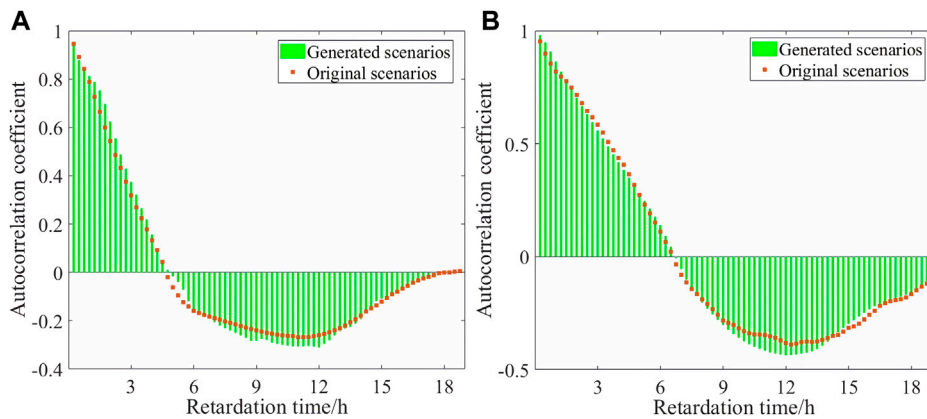 A
Autocorrelation coefficient
1
0.8
0.6
0.4
0.2
0
-0.2
-0.4
Generated scenarios
Original scenarios
3 6 9 12 15 18
Retardation time/h
B
Autocorrelation coefficient
1
0.5
0
-0.5
Generated scenarios
Original scenarios
3 6 9 12 15 18
Retardation time/h